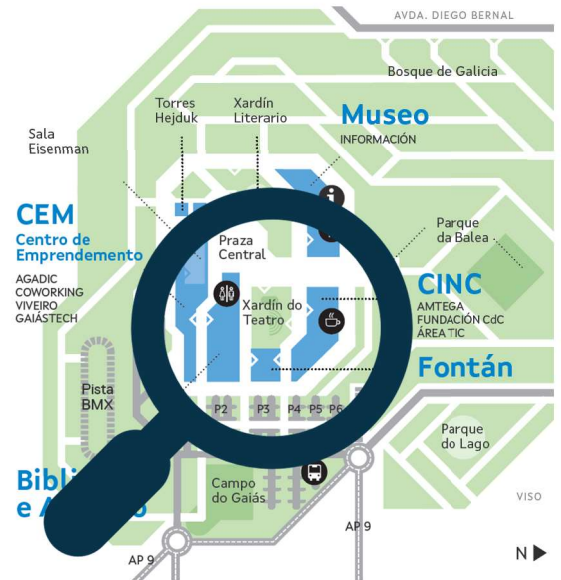 AVDA. DIEGO BERNAL
Bosque de Galicia
Torres
Hejduk
Xardín
Literario
Museo
INFORMACIÓN
Sala
Eisenman
CEM
Centro de
Emprendemento
AGADIC
COWORKING
VIVEIRO
GAIÁSTECH
Praza
Central
Parque
da Balea
CINC
AMTEGA
FUNDACIÓN CdC
ÁREA TIC
Xardín do
Teatro
Fontán
Pista
BMX
P2
P3
P4
P5
P6
Parque
do Lago
Campo
do Gaiás
e
VISO
AP 9
AP 9
N